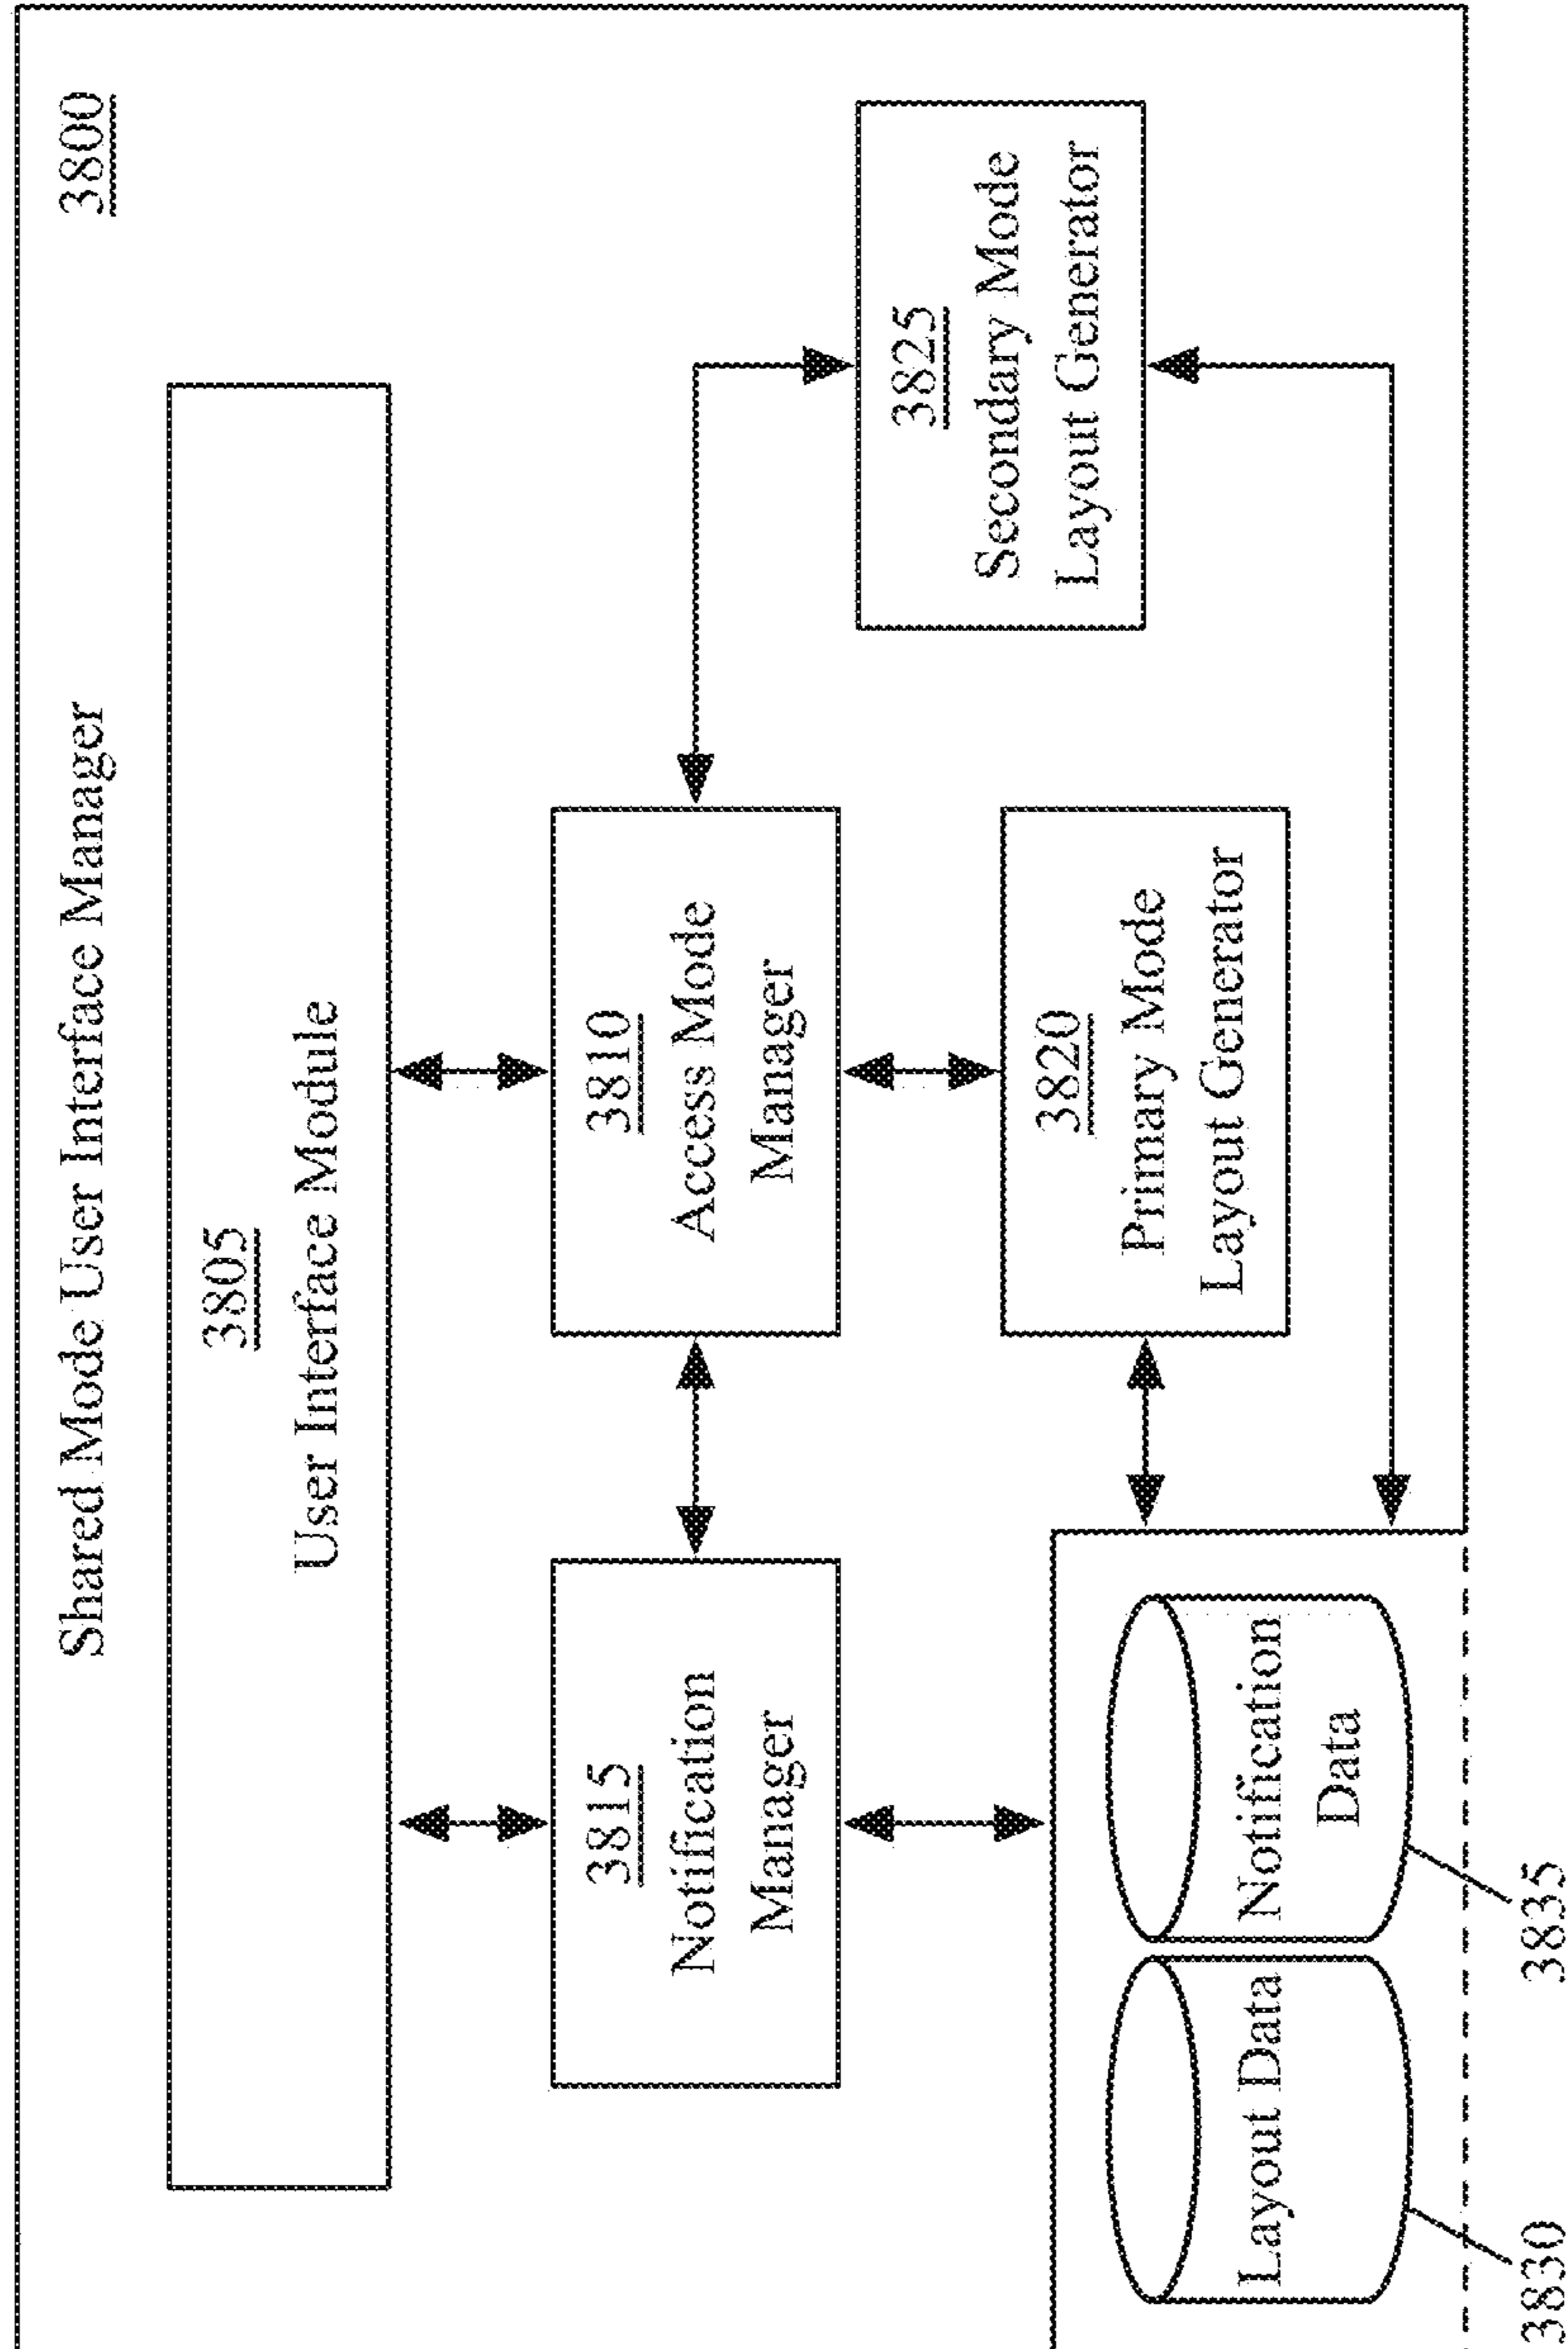 Shared Mode User Interface Manager
3800
3805
User Interface Module
3815
Notification
Manager
3810
Access Mode
Manager
3825
Secondary Mode
Layout Generator
3820
Primary Mode
Layout Generator
Layout Data
Notification
Data
3830
3835